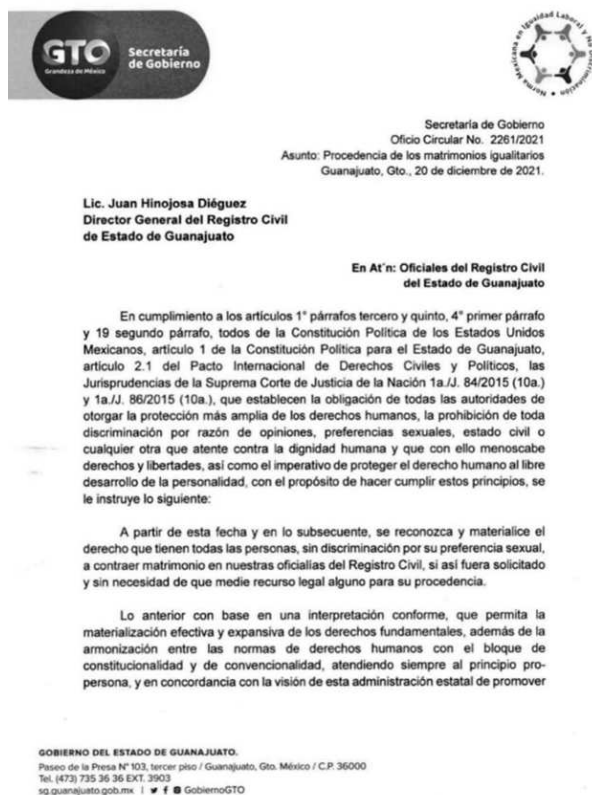 GTO
Grandeza de México
Secretaría
de Gobierno
Norma Mexicana en Igualdad Laboral y No Discriminación
Secretaría de Gobierno
Oficio Circular No. 2261/2021
Asunto: Procedencia de los matrimonios igualitarios
Guanajuato, Gto., 20 de diciembre de 2021.
Lic. Juan Hinojosa Diéguez
Director General del Registro Civil
de Estado de Guanajuato
En At´n: Oficiales del Registro Civil
del Estado de Guanajuato
En cumplimiento a los artículos 1° párrafos tercero y quinto, 4° primer párrafo
y 19 segundo párrafo, todos de la Constitución Política de los Estados Unidos
Mexicanos, artículo 1 de la Constitución Política para el Estado de Guanajuato,
artículo 2.1 del Pacto Internacional de Derechos Civiles y Políticos, las
Jurisprudencias de la Suprema Corte de Justicia de la Nación 1a./J. 84/2015 (10a.)
y 1a./J. 86/2015 (10a.), que establecen la obligación de todas las autoridades de
otorgar la protección más amplia de los derechos humanos, la prohibición de toda
discriminación por razón de opiniones, preferencias sexuales, estado civil o
cualquier otra que atente contra la dignidad humana y que con ello menoscabe
derechos y libertades, así como el imperativo de proteger el derecho humano al libre
desarrollo de la personalidad, con el propósito de hacer cumplir estos principios, se
le instruye lo siguiente:
A partir de esta fecha y en lo subsecuente, se reconozca y materialice el
derecho que tienen todas las personas, sin discriminación por su preferencia sexual,
a contraer matrimonio en nuestras oficialías del Registro Civil, si así fuera solicitado
y sin necesidad de que medie recurso legal alguno para su procedencia.
Lo anterior con base en una interpretación conforme, que permita la
materialización efectiva y expansiva de los derechos fundamentales, además de la
armonización entre las normas de derechos humanos con el bloque de
constitucionalidad y de convencionalidad, atendiendo siempre al principio pro-
persona, y en concordancia con la visión de esta administración estatal de promover
GOBIERNO DEL ESTADO DE GUANAJUATO.
Paseo de la Presa N° 103, tercer piso / Guanajuato, Gto. México / C.P. 36000
Tel. (473) 735 36 36 EXT. 3903
sg.guanajuato.gob.mx | GobiernoGTO